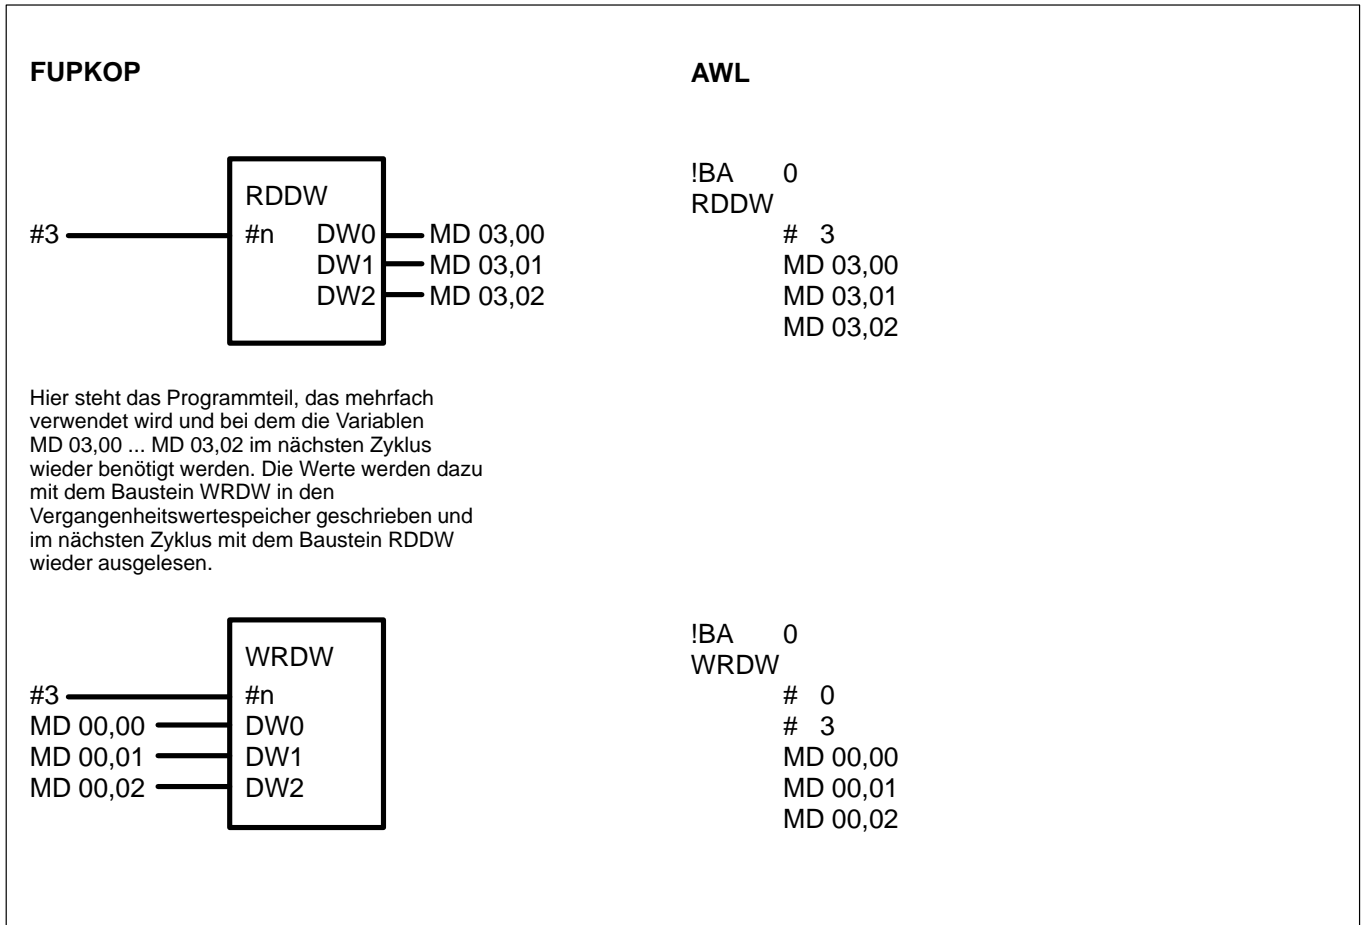 FUPKOP
AWL
RDDW
#3 #n DW0 MD 03,00
DW1 MD 03,01
DW2 MD 03,02
!BA 0
RDDW
# 3
MD 03,00
MD 03,01
MD 03,02
Hier steht das Programmteil, das mehrfach
verwendet wird und bei dem die Variablen
MD 03,00 ... MD 03,02 im nächsten Zyklus
wieder benötigt werden. Die Werte werden dazu
mit dem Baustein WRDW in den
Vergangenheitswertespeicher geschrieben und
im nächsten Zyklus mit dem Baustein RDDW
wieder ausgelesen.
WRDW
#3 #n
MD 00,00 DW0
MD 00,01 DW1
MD 00,02 DW2
!BA 0
WRDW
# 0
# 3
MD 00,00
MD 00,01
MD 00,02